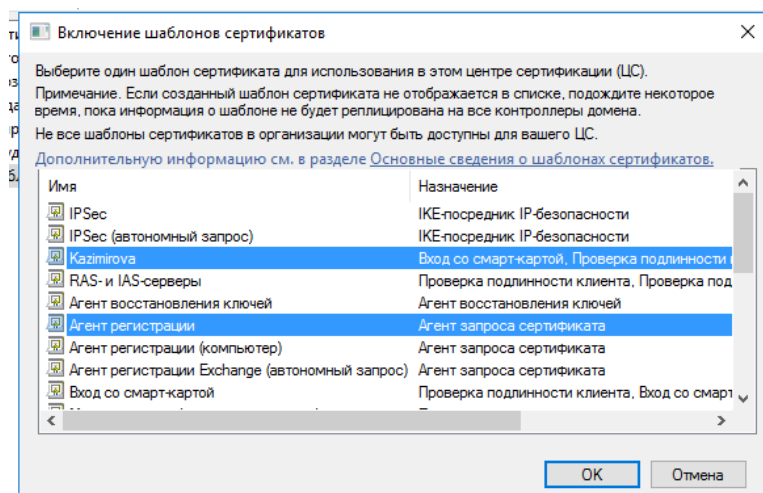 Включение шаблонов сертификатов
Выберите один шаблон сертификата для использования в этом центре сертификации (ЦС).
Примечание. Если созданный шаблон сертификата не отображается в списке, подождите некоторое
время, пока информация о шаблоне не будет реплицирована на все контроллеры домена.
Не все шаблоны сертификатов в организации могут быть доступны для вашего ЦС.
Дополнительную информацию см. в разделе Основные сведения о шаблонах сертификатов.
Имя Назначение
IPSec IKE-посредник IP-безопасности
IPSec (автономный запрос) IKE-посредник IP-безопасности
Kazimirova Вход со смарт-картой, Проверка подлинности
RAS- и IAS-серверы Проверка подлинности клиента, Проверка под
Агент восстановления ключей Агент восстановления ключей
Агент регистрации Агент запроса сертификата
Агент регистрации (компьютер) Агент запроса сертификата
Агент регистрации Exchange (автономный запрос) Агент запроса сертификата
Вход со смарт-картой Проверка подлинности клиента, Вход со смарт
OK Отмена